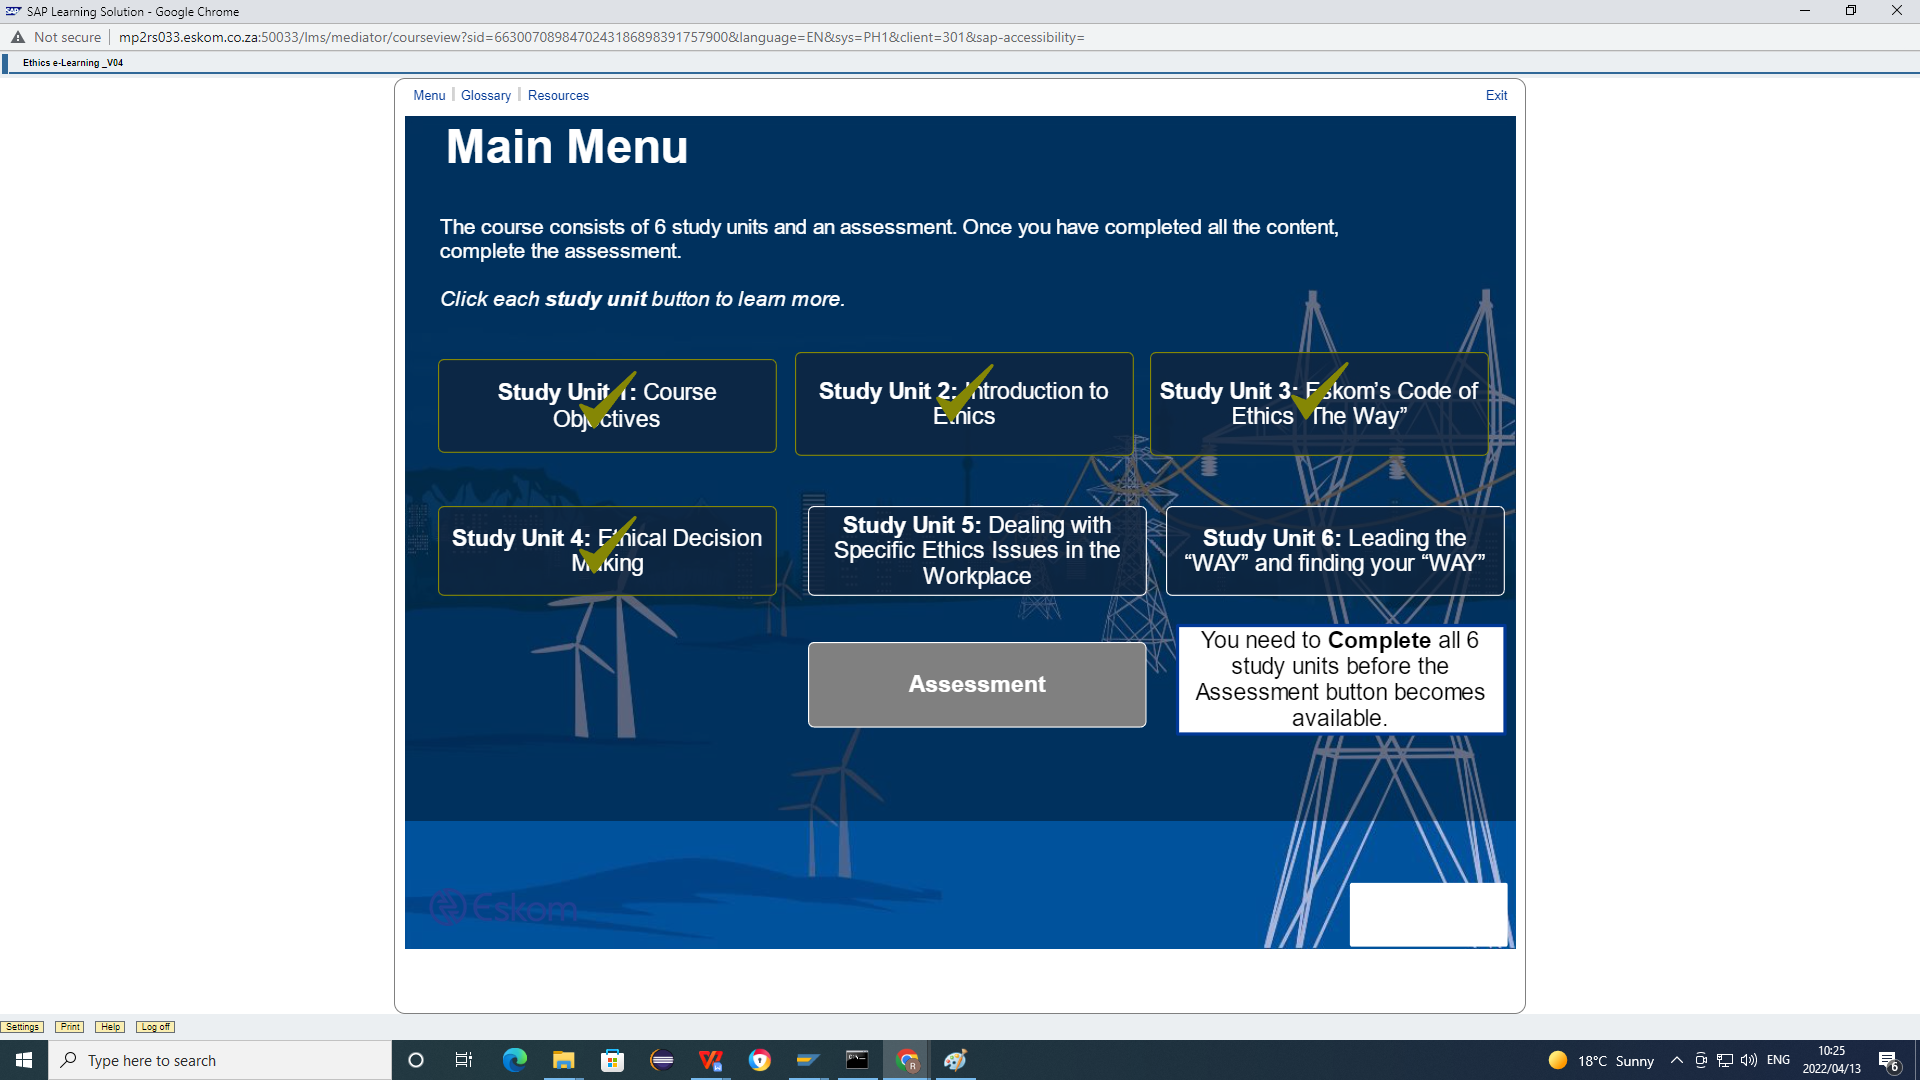 SAP Learning Solution - Google Chrome
Not secure mp2rs033.eskom.co.za:50033/lms/mediator/courseview?sid=6630070898470243186898391757900&language=EN&sys=PH1&client=301&sap-accessibility=
Ethics e-Learning _V04
Menu Glossary Resources Exit
Main Menu
The course consists of 6 study units and an assessment. Once you have completed all the content,
complete the assessment.
Click each study unit button to learn more.
Study Unit 1: Course
Objectives
Study Unit 2: Introduction to
Ethics
Study Unit 3: Eskom’s Code of
Ethics “The Way”
Study Unit 4: Ethical Decision
Making
Study Unit 5: Dealing with
Specific Ethics Issues in the
Workplace
Study Unit 6: Leading the
“WAY” and finding your “WAY”
Assessment
You need to Complete all 6
study units before the
Assessment button becomes
available.
Eskom
Settings Print Help Log off
Type here to search
18°C Sunny
ENG
10:25
2022/04/13
6